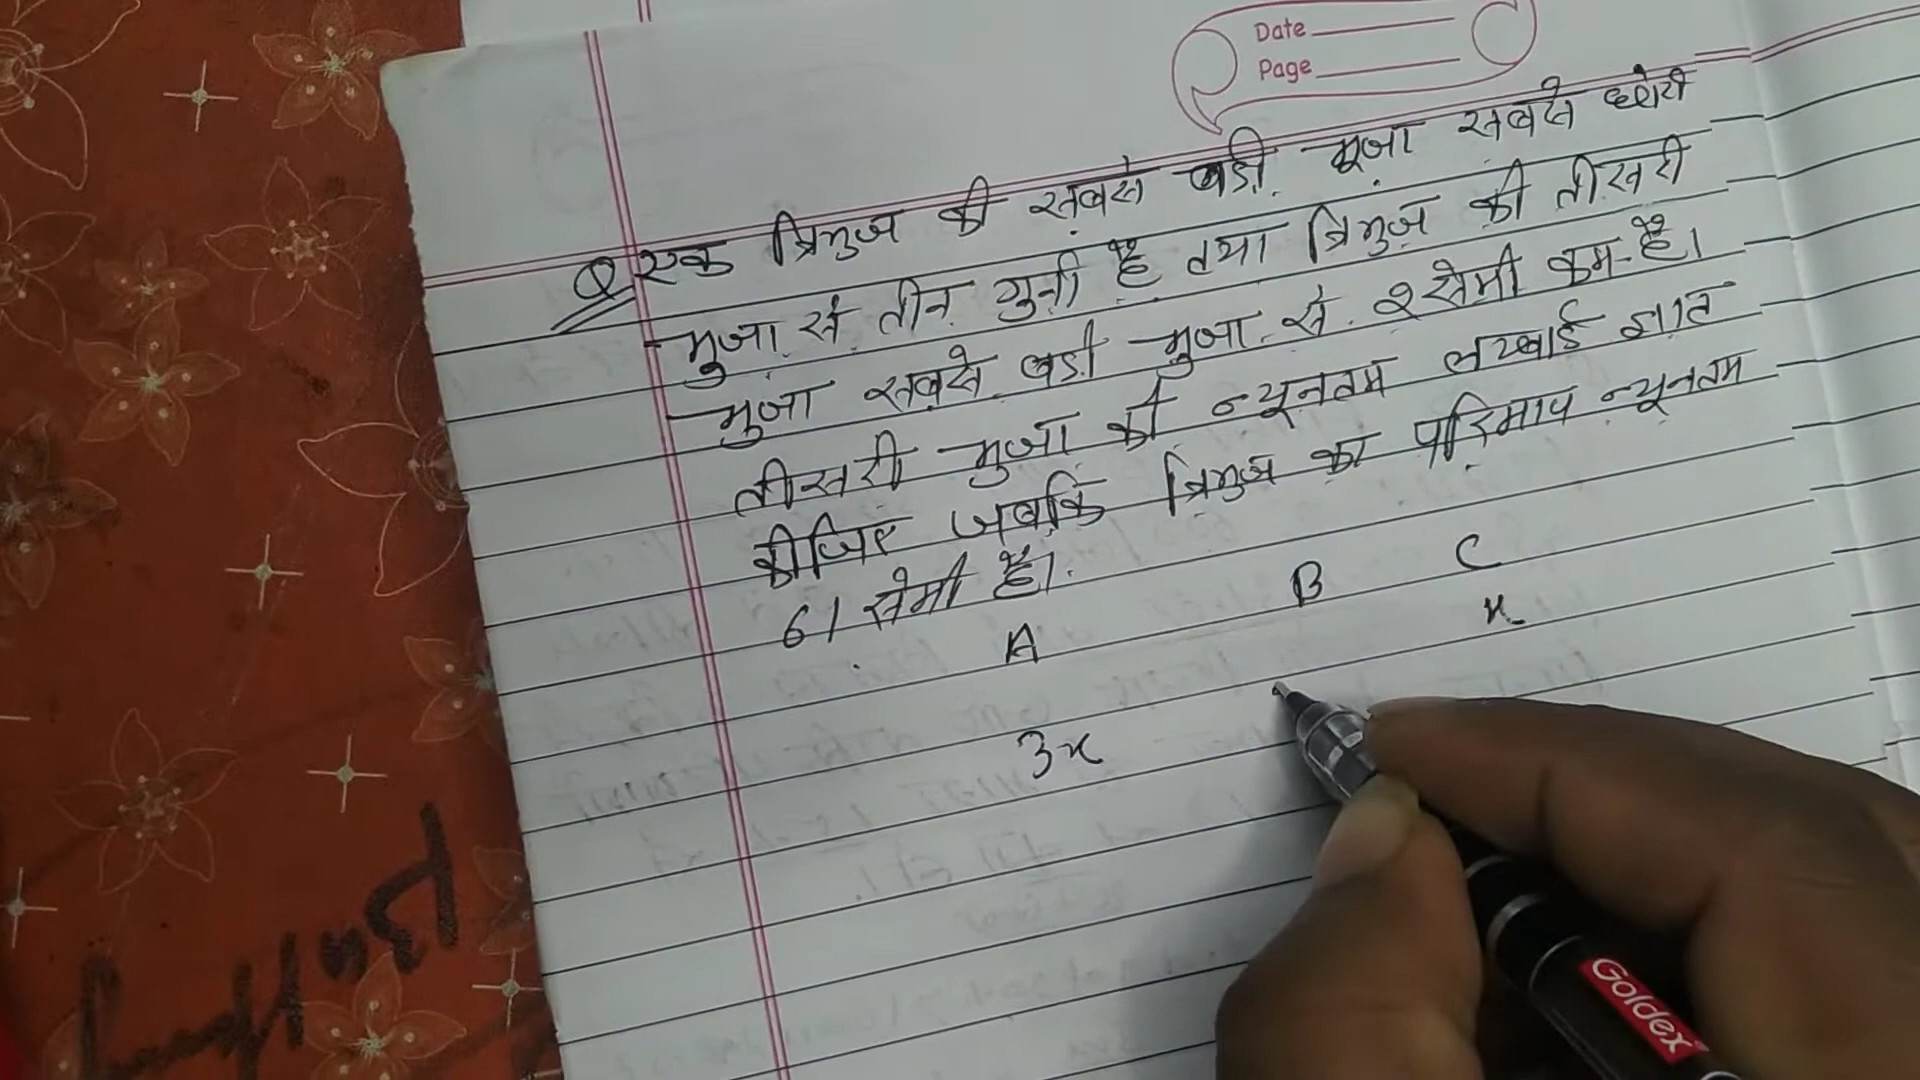 Date
Page
Q एक त्रिभुज की सबसे बडी भूजा सबसे छोटी
भुजा से तीन गुनी है तथा त्रिभुज की तीसरी
भुजा सबसे बडी भुजा से 2 सेमी कम है।
तीसरी भुजा की न्यूनतम लम्बाई ज्ञात
कीजिए जबकि त्रिभुज का परिमाप न्यूनतम
61 सेमी है।
A B C
3x x
Goldex